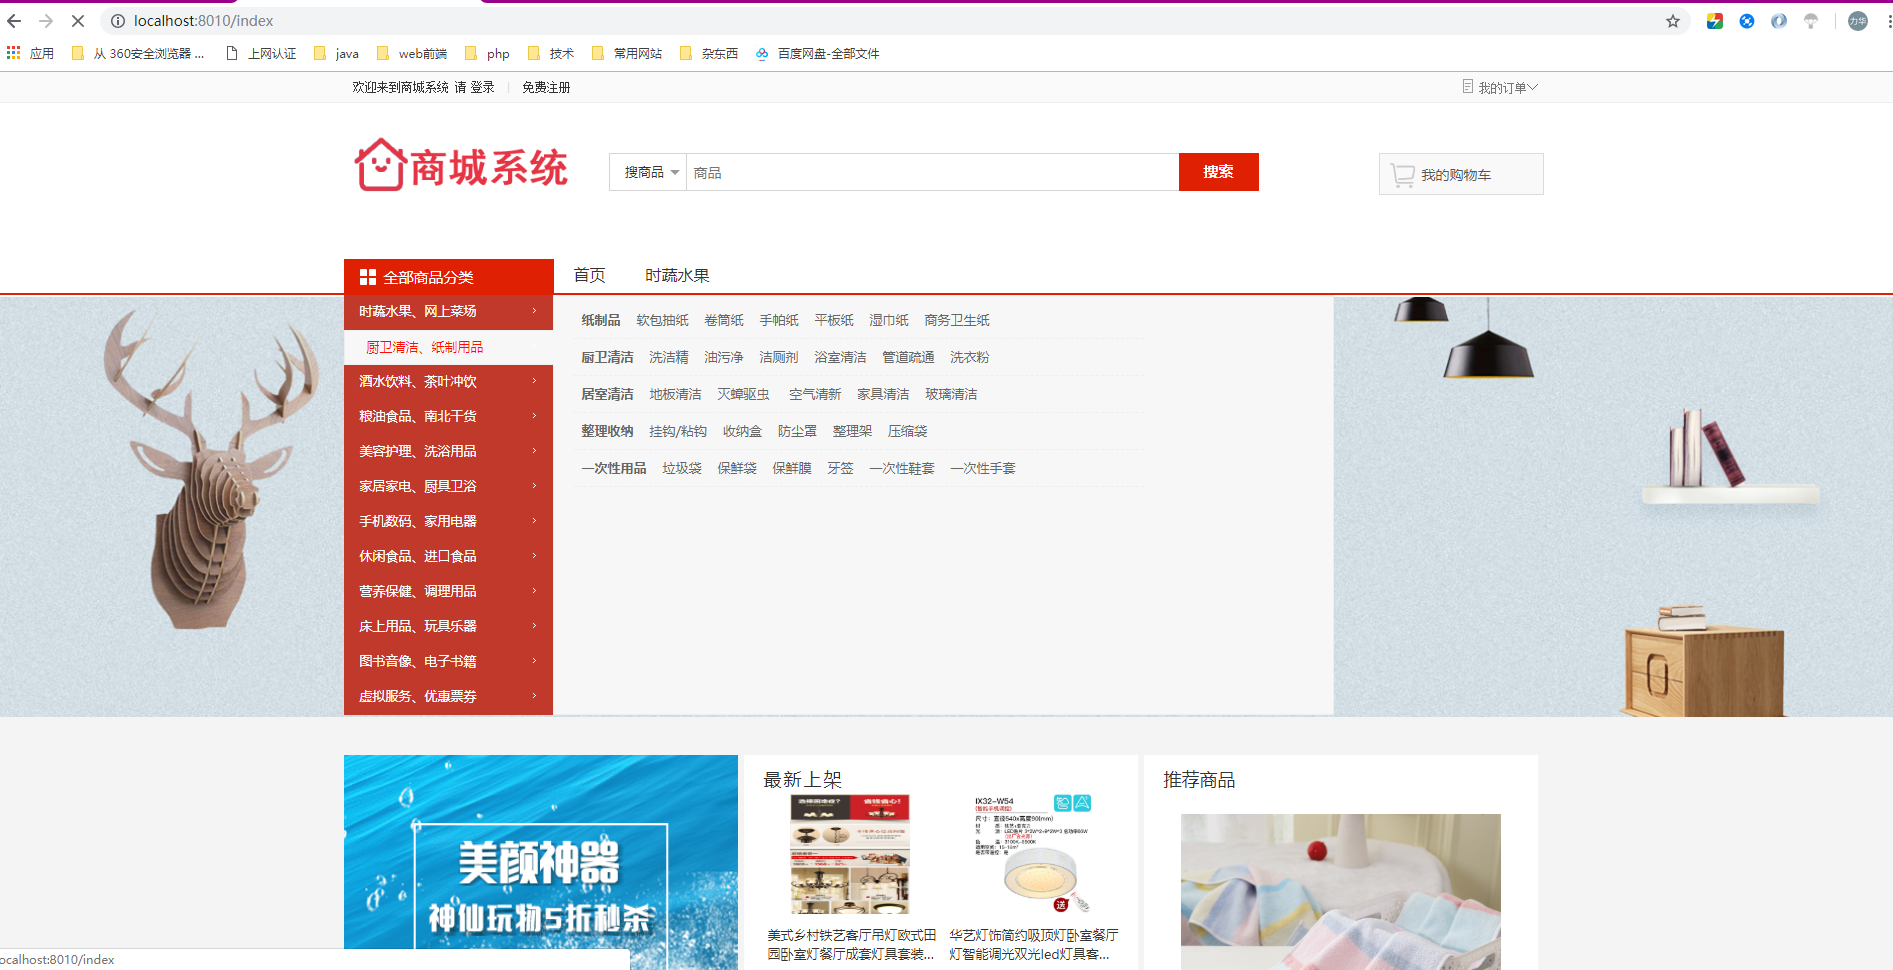 localhost:8010/index
应用 从 360安全浏览器 ... 上网认证 java web前端 php 技术 常用网站 杂东西 百度网盘-全部文件
欢迎来到商城系统 请 登录 免费注册 我的订单
商城系统 搜商品 商品 搜索 我的购物车
全部商品分类 首页 时蔬水果
时蔬水果、网上菜场
厨卫清洁、纸制用品
酒水饮料、茶叶冲饮
粮油食品、南北干货
美容护理、洗浴用品
家居家电、厨具卫浴
手机数码、家用电器
休闲食品、进口食品
营养保健、调理用品
床上用品、玩具乐器
图书音像、电子书籍
虚拟服务、优惠票券
纸制品 软包抽纸 卷筒纸 手帕纸 平板纸 湿巾纸 商务卫生纸
厨卫清洁 洗洁精 油污净 洁厕剂 浴室清洁 管道疏通 洗衣粉
居室清洁 地板清洁 灭蟑驱虫 空气清新 家具清洁 玻璃清洁
整理收纳 挂钩/粘钩 收纳盒 防尘罩 整理架 压缩袋
一次性用品 垃圾袋 保鲜袋 保鲜膜 牙签 一次性鞋套 一次性手套
美颜神器
神仙玩物5折秒杀
最新上架
IX32-W54
尺寸：直径540x高度90(mm)
送
美式乡村铁艺客厅吊灯欧式田
园卧室灯餐厅成套灯具套装...
华艺灯饰简约吸顶灯卧室餐厅
灯智能调光双光led灯具客...
推荐商品
ocalhost:8010/index